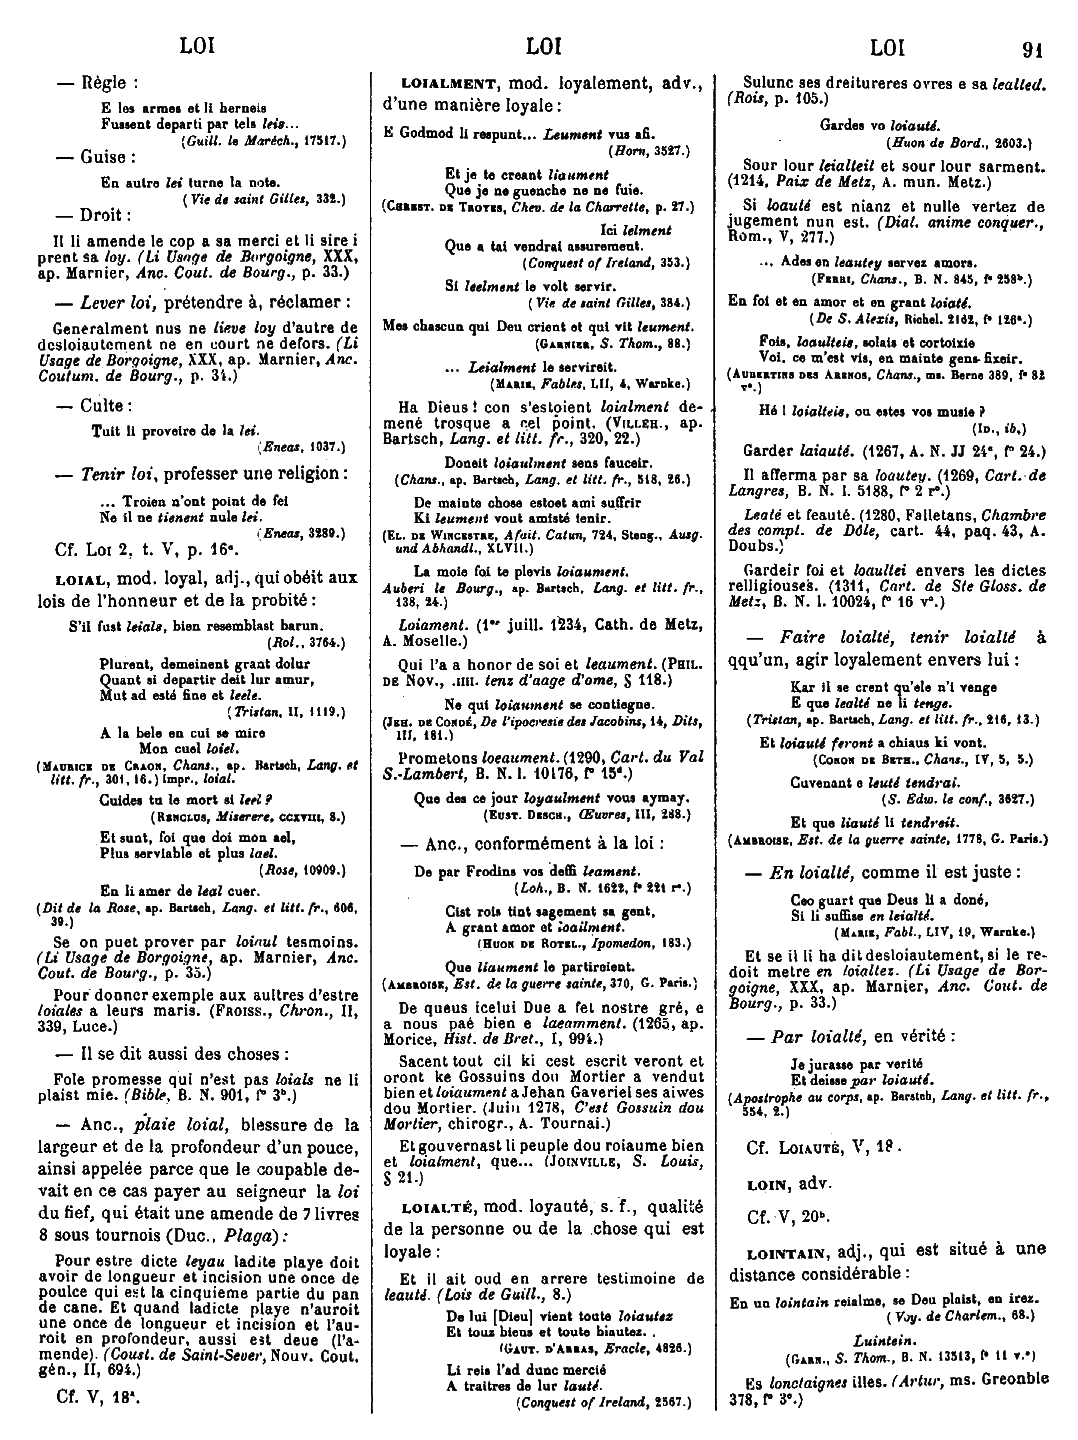 LOI LOI LOI 91
— Règle :
E les armes et li herneis
Fussent departi par tels leis...
(Guill. le Maréch., 17517.)
— Guise :
En autre lei turne la note.
(Vie de saint Gilles, 332.)
— Droit :
Il li amende le cop a sa merci et li sire i
prent sa loy. (Li Usage de Borgoigne, XXX,
ap. Marnier, Anc. Cout. de Bourg., p. 33.)
— Lever loi, prétendre à, réclamer :
Generalment nus ne lieve loy d'autre de
desloiautement ne en court ne defors. (Li
Usage de Borgoigne, XXX, ap. Marnier, Anc.
Coutum. de Bourg., p. 34.)
— Culte :
Tuit li proveire de la lei.
(Eneas, 1037.)
— Tenir loi, professer une religion :
... Troien n'ont point de fei
Ne il ne tienent nule lei.
(Eneas, 3289.)
Cf. LOI 2, t. V, p. 16ᵃ.
LOIAL, mod. loyal, adj., qui obéit aux
lois de l'honneur et de la probité :
S'il fust leials, bien resemblast barun.
(Rol., 3764.)
Plurent, demeinent grant dolur
Quant si departir deit lur amur,
Mut ad esté fine et leele.
(Tristan, II, 1119.)
A la bele en cui se mire
Mon cuel loiel.
(MAURICE DE CRAON, Chans., ap. Bartsch, Lang. et
litt. fr., 301, 16.) Impr., loial.
Cuides tu le mort si leel ?
(RENCLUS, Miserere, CCXVIII, 8.)
Et sunt, foi que doi mon ael,
Plus serviable et plus lael.
(Rose, 10909.)
En li amer de leal cuer.
(Dit de la Rose, ap. Bartsch, Lang. et litt. fr., 606,
39.)
Se on puet prover par loiaul tesmoins.
(Li Usage de Borgoigne, ap. Marnier, Anc.
Cout. de Bourg., p. 35.)
Pour donner exemple aux aultres d'estre
loiales a leurs maris. (FROISS., Chron., II,
339, Luce.)
— Il se dit aussi des choses :
Fole promesse qui n'est pas loials ne li
plaist mie. (Bible, B. N. 901, fº 3ᵇ.)
— Anc., plaie loial, blessure de la
largeur et de la profondeur d'un pouce,
ainsi appelée parce que le coupable de-
vait en ce cas payer au seigneur la loi
du fief, qui était une amende de 7 livres
8 sous tournois (Duc., Plaga) :
Pour estre dicte leyau ladite playe doit
avoir de longueur et incision une once de
poulce qui est la cinquieme partie du pan
de cane. Et quand ladicte playe n'auroit
une once de longueur et incision et l'au-
roit en profondeur, aussi est deue (l'a-
mende). (Coust. de Saint-Sever, Nouv. Cout.
gén., II, 694.)
Cf. V, 18ᵃ.
LOIALMENT, mod. loyalement, adv.,
d'une manière loyale :
E Godmod li respunt... Leument vus afi.
(Horn, 3527.)
Et je te creant liaument
Que je ne guenche ne ne fuie.
(CHREST. DE TROYES, Chev. de la Charrette, p. 27.)
Ici lelment
Que a tai vendrai assurement.
(Conquest of Ireland, 353.)
Si leelment le volt servir.
(Vie de saint Gilles, 384.)
Mes chascun qui Deu crient et qui vit leument.
(GARNIER, S. Thom., 88.)
... Leialment le servireit.
(MARIE, Fables, LII, 4, Warnke.)
Ha Dieus ! con s'estoient loialment de-
mené trosque a cel point. (VILLEH., ap.
Bartsch, Lang. et litt. fr., 320, 22.)
Doneit loiaulment sens fauceir.
(Chans., ap. Bartsch, Lang. et litt. fr., 518, 26.)
De mainte chose estoet ami suffrir
Ki leument vout amisté tenir.
(EL. DE WINCESTRE, Afait. Catun, 724, Steng., Ausg.
und Abhandl., XLVII.)
La moie foi te plevis loiaument.
Auberi le Bourg., ap. Bartsch, Lang. et litt. fr.,
138, 24.)
Loiament. (1ᵉʳ juill. 1234, Cath. de Metz,
A. Moselle.)
Qui l'a a honor de soi et leaument. (PHIL.
DE NOV., .IIII. tenz d'aage d'ome, § 118.)
Ne qui loiaument se contiegne.
(JEH. DE CONDÉ, De l'ipocresie des Jacobins, 14, Dits,
III, 181.)
Prometons loeaument. (1290, Cart. du Val
S.-Lambert, B. N. l. 10176, fº 15ᵈ.)
Que des ce jour loyaulment vous aymay.
(EUST. DESCH., Œuvres, III, 288.)
— Anc., conformément à la loi :
De par Frodins vos deffi leament.
(Loh., B. N. 1622, fº 221 rº.)
Cist rois tint sagement sa gent,
A grant amor et loailment.
(HUON DE ROTEL., Ipomedon, 183.)
Que liaument le partiroient.
(AMBROISE, Est. de la guerre sainte, 370, G. Paris.)
De queus icelui Due a fet nostre gré, e
a nous paé bien e læamment. (1265, ap.
Morice, Hist. de Bret., I, 994.)
Sacent tout cil ki cest escrit veront et
oront ke Gossuins dou Mortier a vendut
bien et loiaument a Jehan Gaveriel ses aiwes
dou Mortier. (Juin 1278, C'est Gossuin dou
Mortier, chirogr., A. Tournai.)
Et gouvernast li peuple dou roiaume bien
et loialment, que... (JOINVILLE, S. Louis,
§ 21.)
LOIALTÉ, mod. loyauté, s. f., qualité
de la personne ou de la chose qui est
loyale :
Et il ait oud en arrere testimoine de
leauté. (Lois de Guill., 8.)
De lui [Dieu] vient toute loiautez
Et touz biens et toute biautez.
(GAUT. D'ARRAS, Eracle, 4826.)
Li reis l'ad dunc mercié
A traitres de lur lauté.
(Conquest of Ireland, 2567.)
Sulunc ses dreitureres ovres e sa lealted.
(Rois, p. 105.)
Gardes vo loiauté.
(Huon de Bord., 2603.)
Sour lour leialteil et sour lour sarment.
(1214, Paix de Metz, A. mun. Metz.)
Si loauté est nianz et nulle vertez de
jugement nun est. (Dial. anime conquer.,
Rom., V, 277.)
... Ades en leautey servez amors.
(FERRI, Chans., B. N. 845, fº 258ᵇ.)
En foi et en amor et en grant loiaté.
(De S. Alexis, Richel. 2162, fº 126ᵃ.)
Fois, loaulteis, solais et cortoixie
Voi, ce m'est vis, en mainte gens fixeir.
(AUBERTINS DES ARENOS, Chans., ms. Berne 389, fº 82
vº.)
Hé ! loialteis, ou estes vos musie ?
(ID., ib.)
Garder laiauté. (1267, A. N. JJ 24ᵃ, fº 24.)
Il afferma par sa loautey. (1269, Cart. de
Langres, B. N. l. 5188, fº 2 rº.)
Leaté et feauté. (1280, Falletans, Chambre
des compt. de Dôle, cart. 44, paq. 43, A.
Doubs.)
Gardeir foi et loaultei envers les dictes
relligiouses. (1311, Cart. de Ste Gloss. de
Metz, B. N. l. 10024, fº 16 vº.)
— Faire loialté, tenir loialté à
qqu'un, agir loyalement envers lui :
Kar il se crent qu'ele n'i venge
E que lealté ne li tenge.
(Tristan, ap. Bartsch, Lang. et litt. fr., 216, 13.)
Et loiauté feront a chiaus ki vont.
(CONON DE BETH., Chans., IV, 5, 5.)
Cuvenant e leuté tendrai.
(S. Edw. le conf., 3627.)
Et que liauté li tendreit.
(AMBROISE, Est. de la guerre sainte, 1778, G. Paris.)
— En loialté, comme il est juste :
Ceo guart que Deus li a doné,
Si li suffise en leialté.
(MARIE, Fabl., LIV, 19, Warnke.)
Et se il li ha dit desloiautement, si le re-
doit metre en loialtez. (Li Usage de Bor-
goigne, XXX, ap. Marnier, Anc. Cout. de
Bourg., p. 33.)
— Par loialté, en vérité :
Je jurasse par verité
Et deisse par loiauté.
(Apostrophe au corps, ap. Barstch, Lang. et litt. fr.,
554, 2.)
Cf. LOIAUTÉ, V, 18.
LOIN, adv.
Cf. V, 20ᵇ.
LOINTAIN, adj., qui est situé à une
distance considérable :
En un lointain reialme, se Deu plaist, en irez.
(Voy. de Charlem., 68.)
Luintein.
(GARN., S. Thom., B. N. 13513, fº 11 v.º)
Es lonctaignes illes. (Artur, ms. Grenoble
378, fº 3ᵉ.)